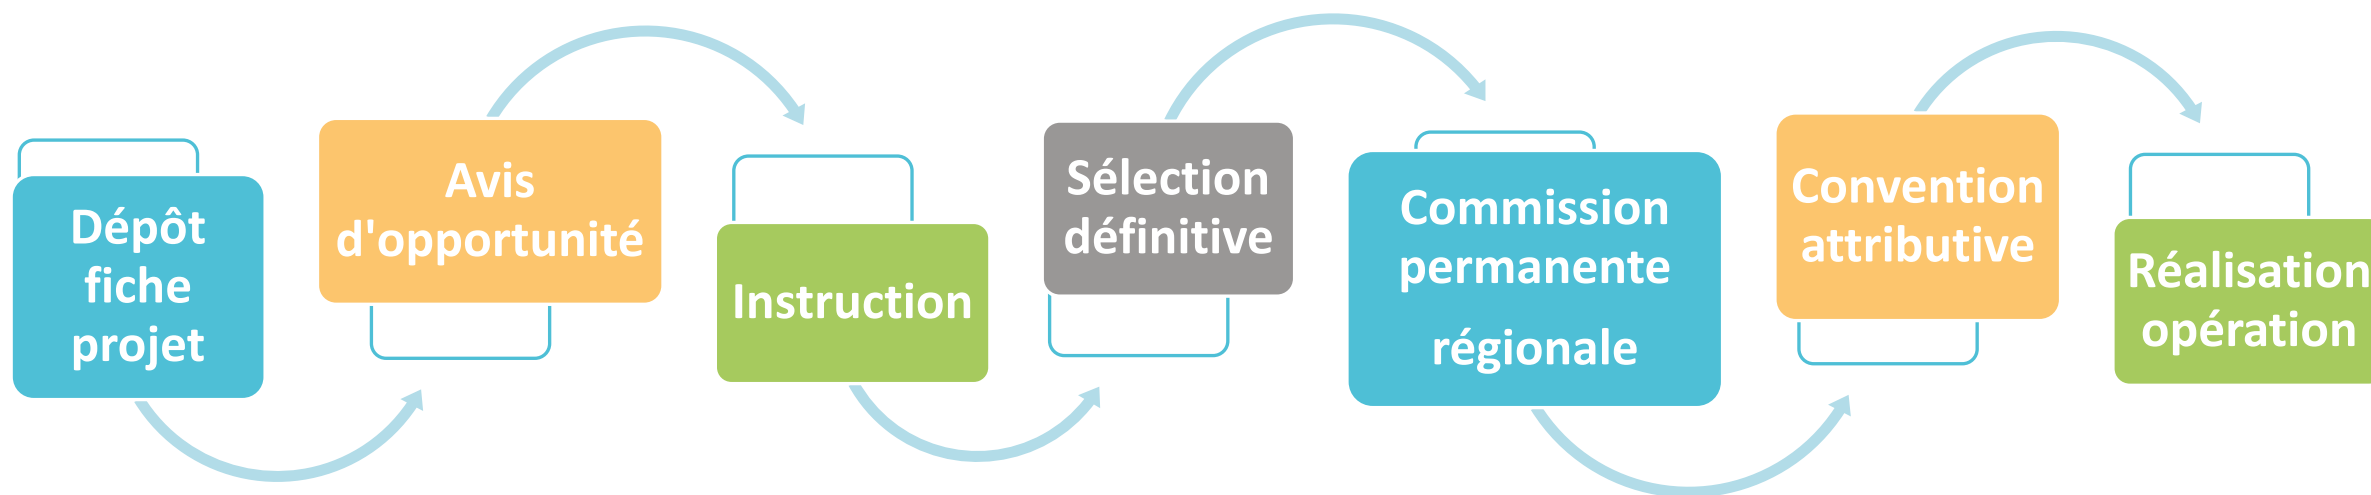 Dépôt
fiche
projet
Avis
d'opportunité
Instruction
Sélection
définitive
Commission
permanente
régionale
Convention
attributive
Réalisation
opération